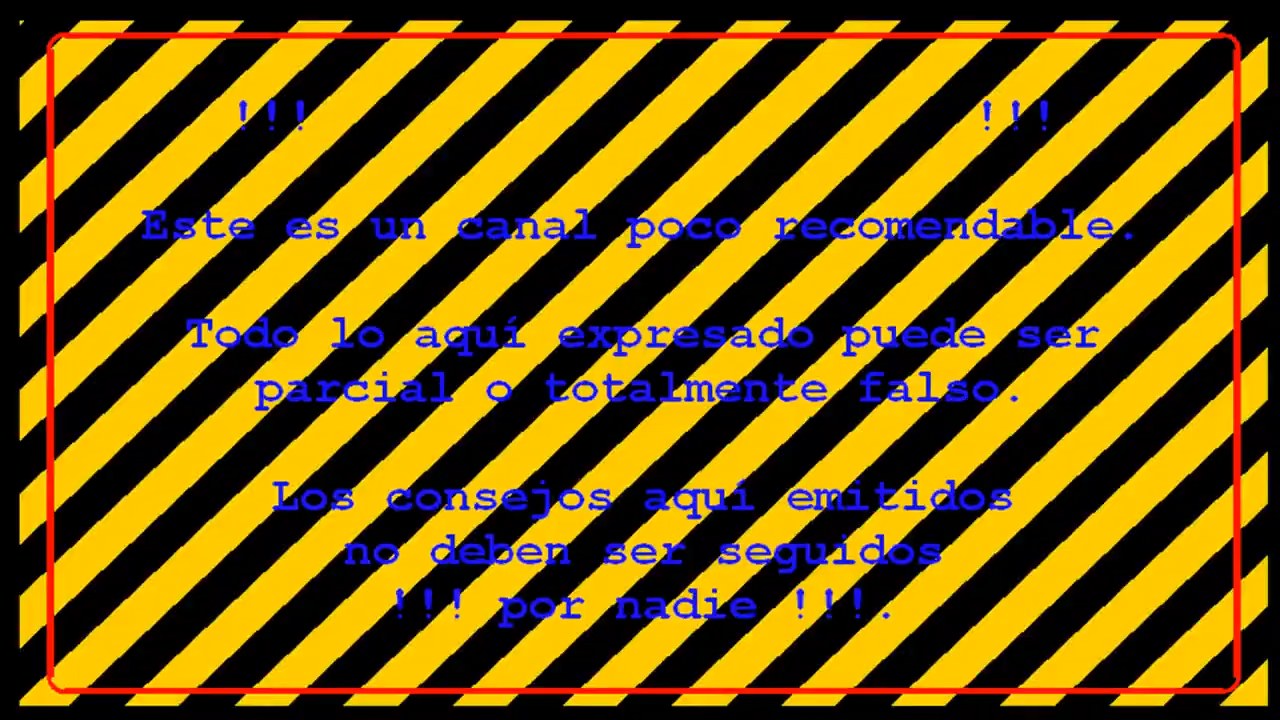 !!! !!!
Este es un canal poco recomendable.
Todo lo aquí expresado puede ser
parcial o totalmente falso.
Los consejos aquí emitidos
no deben ser seguidos
!!! por nadie !!!.